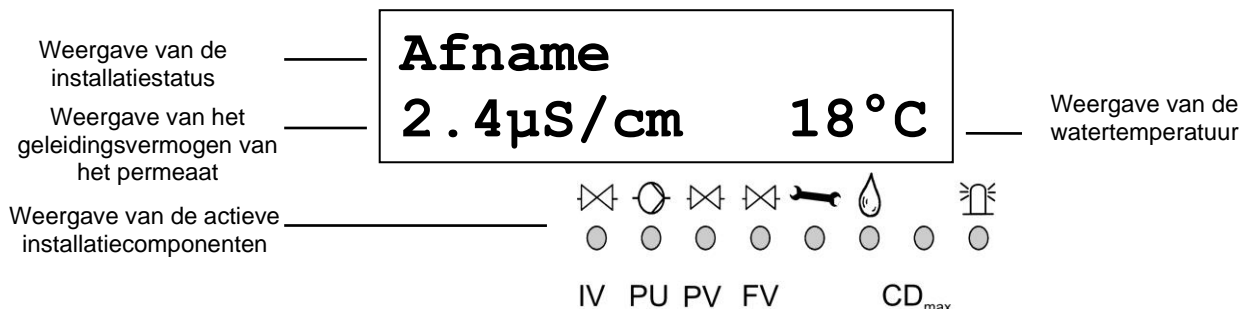 Weergave van de
installatiestatus
Weergave van het
geleidingsvermogen van
het permeaat
Weergave van de actieve
installatiecomponenten
Afname
2.4µS/cm 18°C
Weergave van de
watertemperatuur
IV PU PV FV CDmax